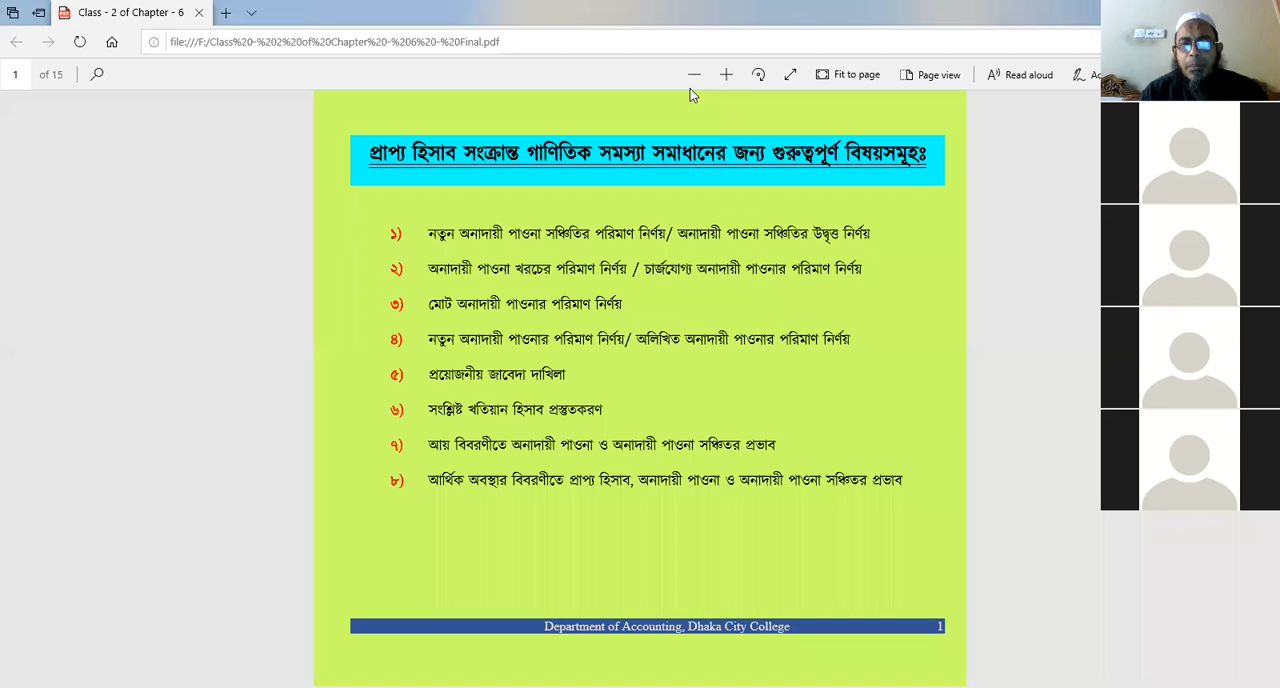 Class - 2 of Chapter - 6
file:///F:/Class%20-%202%20of%20Chapter%20-%206%20-%20Final.pdf
1 of 15 Fit to page Page view Read aloud
প্রাপ্য হিসাব সংক্রান্ত গাণিতিক সমস্যা সমাধানের জন্য গুরুত্বপূর্ণ বিষয়সমূহঃ
১) নতুন অনাদায়ী পাওনা সঞ্চিতির পরিমাণ নির্ণয়/ অনাদায়ী পাওনা সঞ্চিতির উদ্বৃত্ত নির্ণয়
২) অনাদায়ী পাওনা খরচের পরিমাণ নির্ণয় / চার্জযোগ্য অনাদায়ী পাওনার পরিমাণ নির্ণয়
৩) মোট অনাদায়ী পাওনার পরিমাণ নির্ণয়
৪) নতুন অনাদায়ী পাওনার পরিমাণ নির্ণয়/ অলিখিত অনাদায়ী পাওনার পরিমাণ নির্ণয়
৫) প্রয়োজনীয় জাবেদা দাখিলা
৬) সংশ্লিষ্ট খতিয়ান হিসাব প্রস্তুতকরণ
৭) আয় বিবরণীতে অনাদায়ী পাওনা ও অনাদায়ী পাওনা সঞ্চিতর প্রভাব
৮) আর্থিক অবস্থার বিবরণীতে প্রাপ্য হিসাব, অনাদায়ী পাওনা ও অনাদায়ী পাওনা সঞ্চিতর প্রভাব
Department of Accounting, Dhaka City College 1